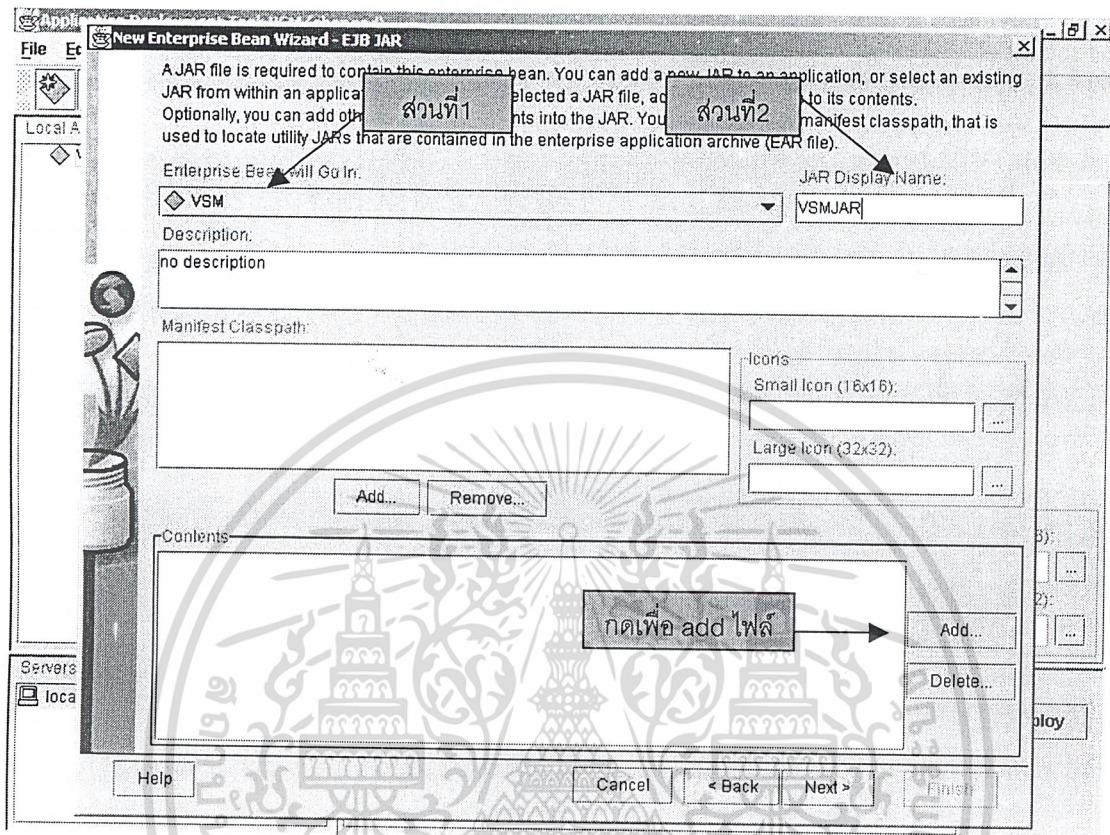 File
New Enterprise Bean Wizard - EJB JAR
A JAR file is required to contain this enterprise bean. You can add a new JAR to an application, or select an existing
JAR from within an applicat ส่วนที่1 elected a JAR file, ad ส่วนที่2 to its contents.
Optionally, you can add oth nts into the JAR. You manifest classpath, that is
used to locate utility JARs that are contained in the enterprise application archive (EAR file).
Local A
Enterprise Bean Will Go In:
JAR Display Name:
VSM
VSMJAR
Description:
no description
Manifest Classpath:
Icons
Small Icon (16x16):
...
Large Icon (32x32):
...
Add...
Remove...
Contents
กดเพื่อ add ไฟล์
Add...
Delete...
6):
...
2):
...
Servers
loca
ploy
Help
Cancel
< Back
Next >
Finish